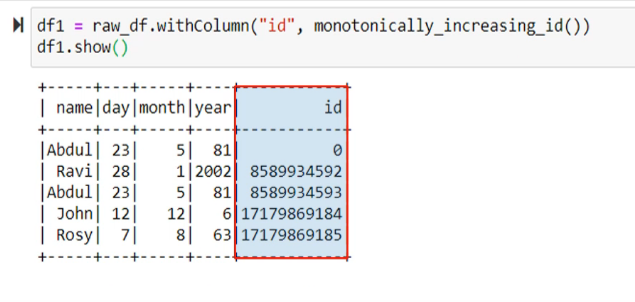 df1 = raw_df.withColumn("id", monotonically_increasing_id())
df1.show()
+-----+---+-----+----+-----------+
| name|day|month|year|         id|
+-----+---+-----+----+-----------+
|Abdul| 23|    5|  81|          0|
| Ravi| 28|    1|2002| 8589934592|
|Abdul| 23|    5|  81| 8589934593|
| John| 12|   12|   6|17179869184|
| Rosy|  7|    8|  63|17179869185|
+-----+---+-----+----+-----------+